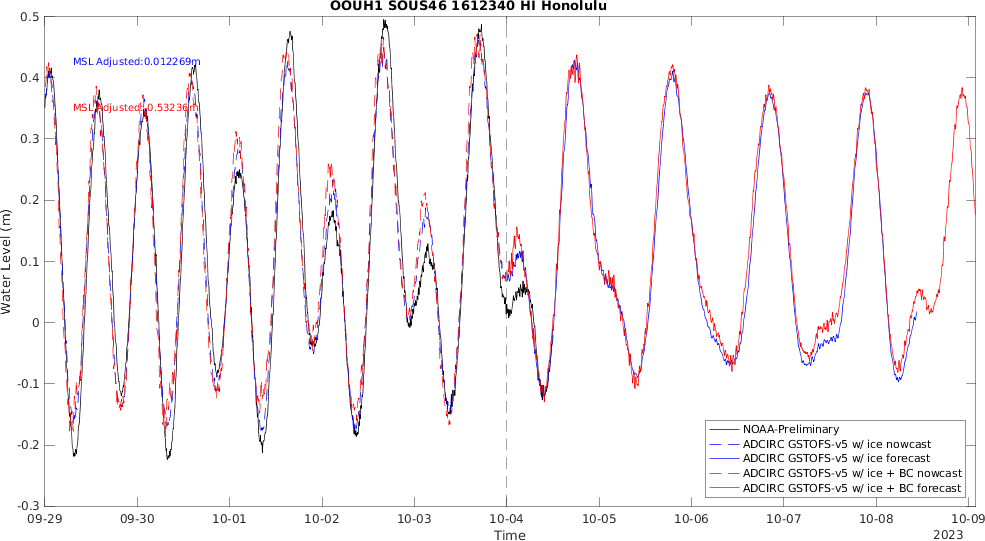 OOUH1 SOUS46 1612340 HI Honolulu
0.5
MSL Adjusted:0.012269m
0.4
MSL Adjusted:-0.53236m
0.3
0.2
0.1
0
-0.1
-0.2
-0.3
Water Level (m)
NOAA-Preliminary
ADCIRC GSTOFS-v5 w/ ice nowcast
ADCIRC GSTOFS-v5 w/ ice forecast
ADCIRC GSTOFS-v5 w/ ice + BC nowcast
ADCIRC GSTOFS-v5 w/ ice + BC forecast
09-29 09-30 10-01 10-02 10-03 10-04 10-05 10-06 10-07 10-08 10-09
Time
2023